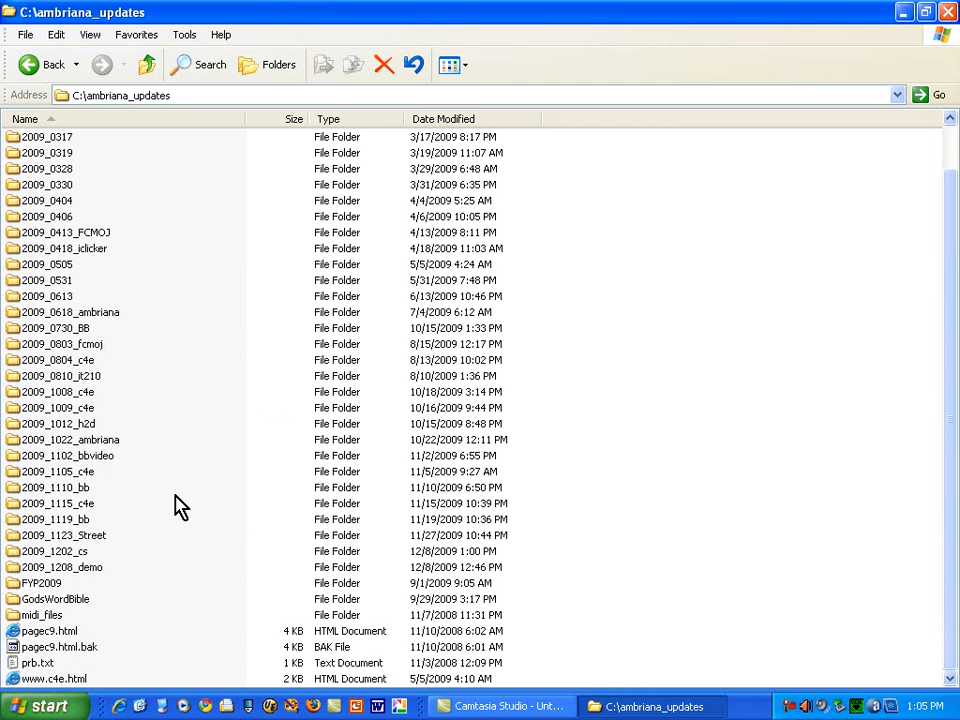 C:\ambriana_updates
File Edit View Favorites Tools Help
Back Search Folders
Address C:\ambriana_updates Go
Name Size Type Date Modified
2009_0317 File Folder 3/17/2009 8:17 PM
2009_0319 File Folder 3/19/2009 11:07 AM
2009_0328 File Folder 3/29/2009 6:48 AM
2009_0330 File Folder 3/31/2009 6:35 PM
2009_0404 File Folder 4/4/2009 5:25 AM
2009_0406 File Folder 4/6/2009 10:05 PM
2009_0413_FCMOJ File Folder 4/13/2009 8:11 PM
2009_0418_iclicker File Folder 4/18/2009 11:03 AM
2009_0505 File Folder 5/5/2009 4:24 AM
2009_0531 File Folder 5/31/2009 7:48 PM
2009_0613 File Folder 6/13/2009 10:46 PM
2009_0618_ambriana File Folder 7/4/2009 6:12 AM
2009_0730_BB File Folder 10/15/2009 1:33 PM
2009_0803_fcmoj File Folder 8/15/2009 12:17 PM
2009_0804_c4e File Folder 8/13/2009 10:02 PM
2009_0810_it210 File Folder 8/10/2009 1:36 PM
2009_1008_c4e File Folder 10/18/2009 3:14 PM
2009_1009_c4e File Folder 10/16/2009 9:44 PM
2009_1012_h2d File Folder 10/15/2009 8:48 PM
2009_1022_ambriana File Folder 10/22/2009 12:11 PM
2009_1102_bbvideo File Folder 11/2/2009 6:55 PM
2009_1105_c4e File Folder 11/5/2009 9:27 AM
2009_1110_bb File Folder 11/10/2009 6:50 PM
2009_1115_c4e File Folder 11/15/2009 10:39 PM
2009_1119_bb File Folder 11/19/2009 10:36 PM
2009_1123_Street File Folder 11/27/2009 10:44 PM
2009_1202_cs File Folder 12/8/2009 1:00 PM
2009_1208_demo File Folder 12/8/2009 12:46 PM
FYP2009 File Folder 9/1/2009 9:05 AM
GodsWordBible File Folder 9/29/2009 3:17 PM
midi_files File Folder 11/7/2008 11:31 PM
pagec9.html 4 KB HTML Document 11/10/2008 6:02 AM
pagec9.html.bak 4 KB BAK File 11/10/2008 6:01 AM
prb.txt 1 KB Text Document 11/3/2008 12:09 PM
www.c4e.html 2 KB HTML Document 5/5/2009 4:10 AM
start Camtasia Studio - Unt... C:\ambriana_updates 1:05 PM